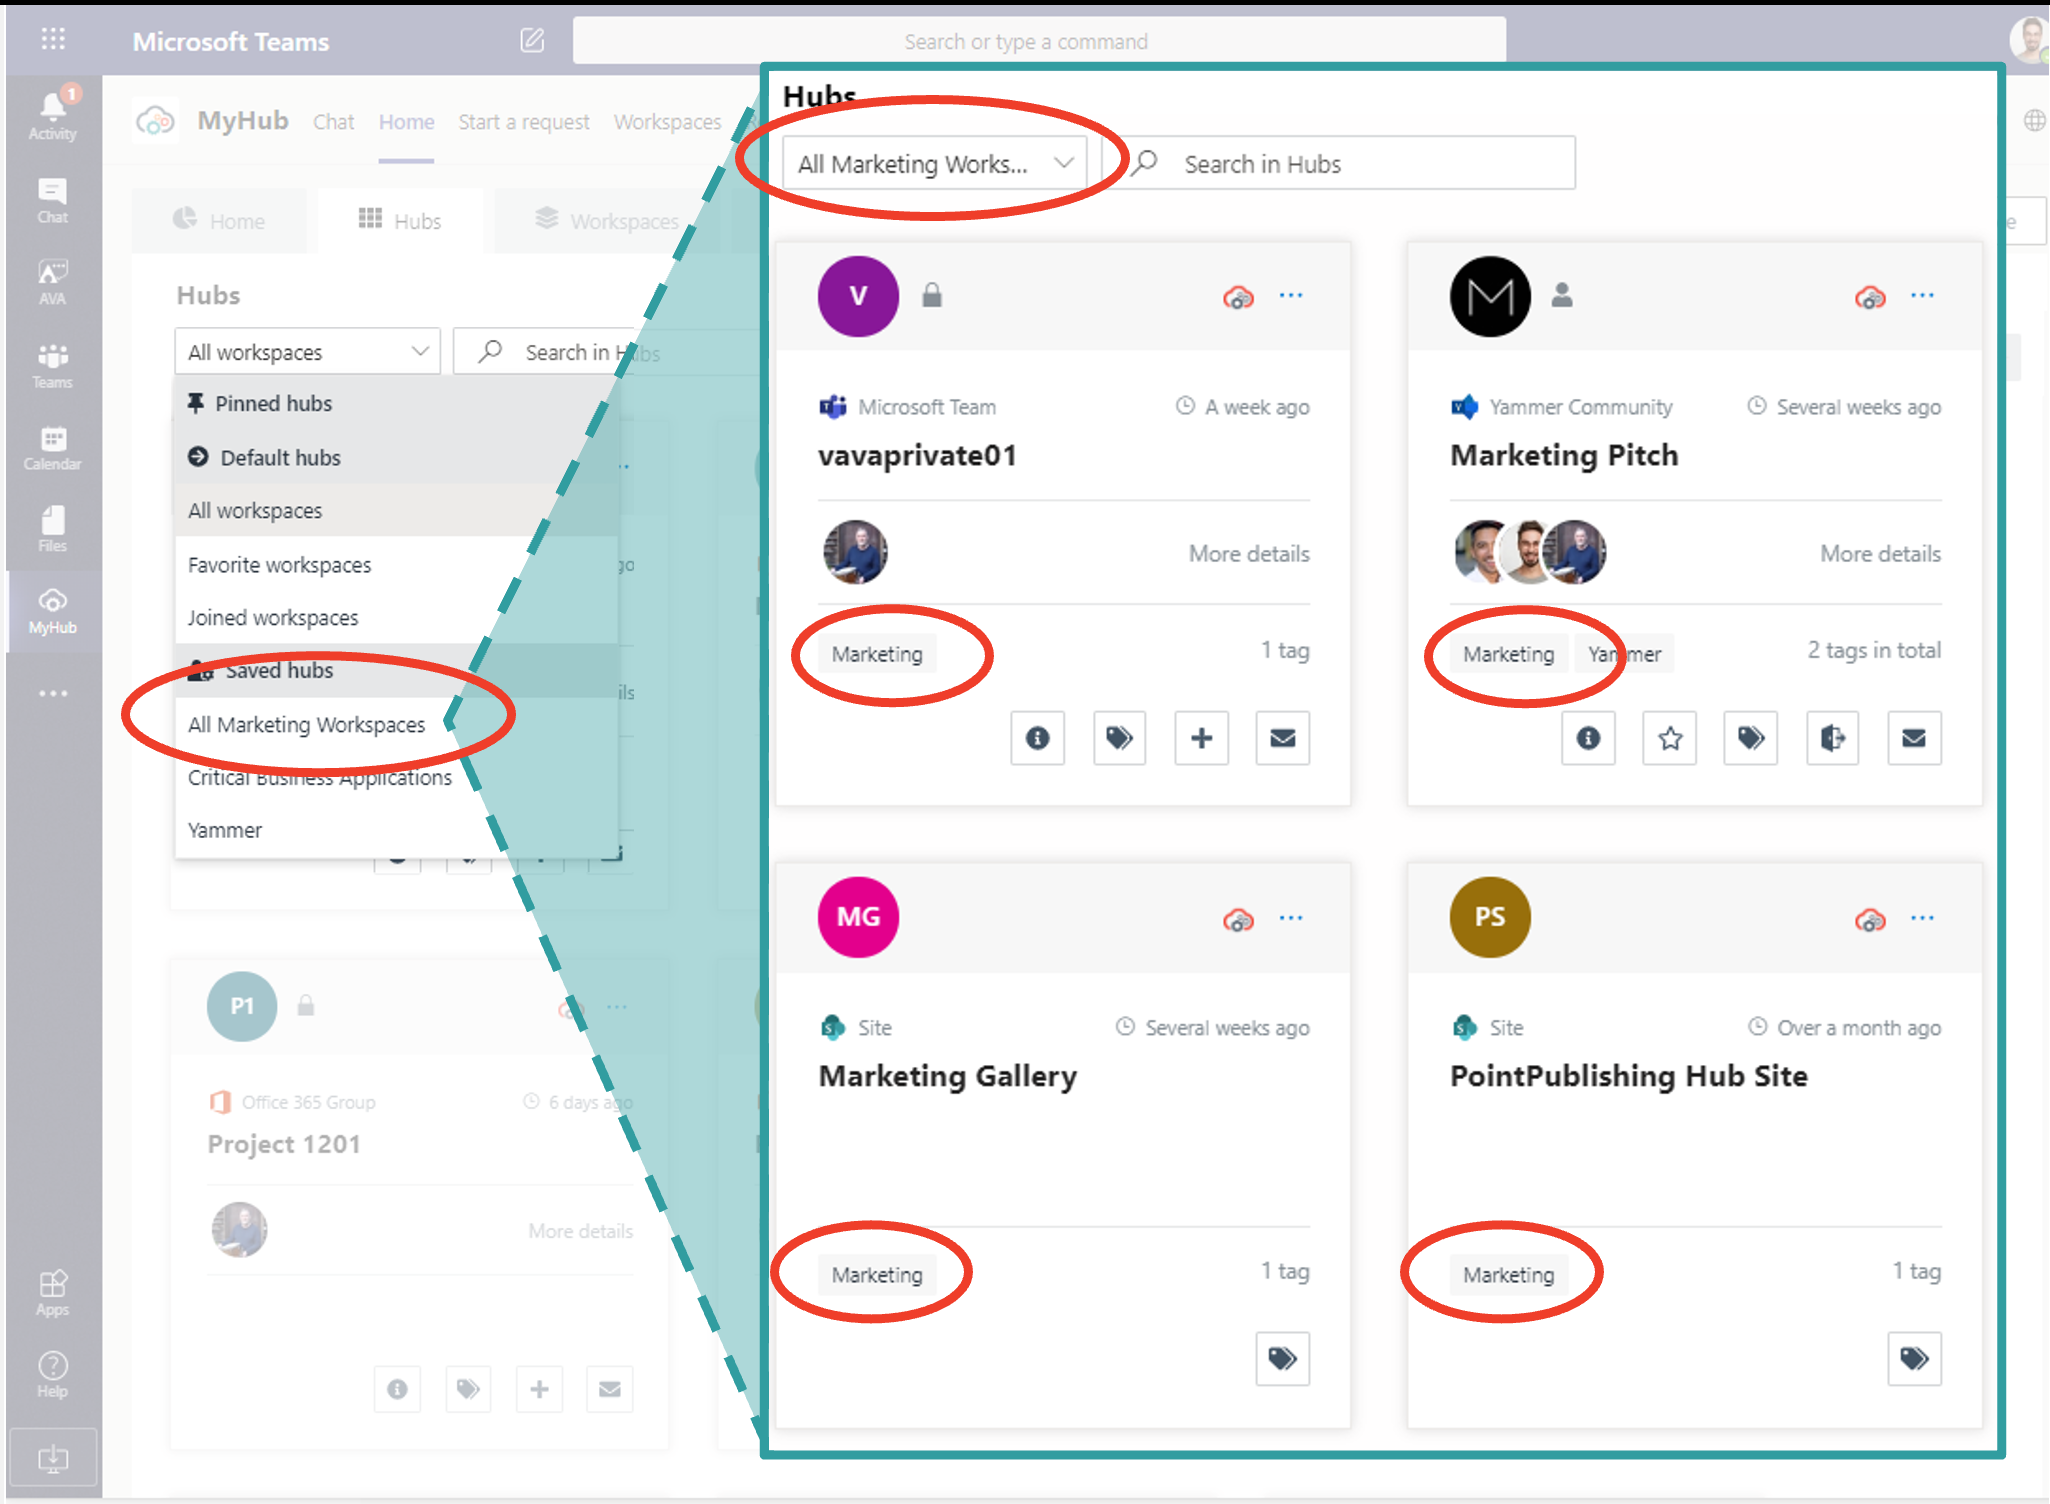 Microsoft Teams
Search or type a command
1
Activity
Chat
AVA
Teams
Calendar
Files
MyHub
Apps
Help
MyHub Chat Home Start a request Workspaces
Home Hubs Workspaces
Hubs
All workspaces
Search in Hubs
Pinned hubs
Default hubs
All workspaces
Favorite workspaces
Joined workspaces
Saved hubs
All Marketing Workspaces
Critical Business Applications
Yammer
P1
Office 365 Group 6 days ago
Project 1201
More details
Hubs
All Marketing Works... Search in Hubs
V
Microsoft Team A week ago
vavaprivate01
More details
Marketing 1 tag
M
Yammer Community Several weeks ago
Marketing Pitch
More details
Marketing Yammer 2 tags in total
MG
Site Several weeks ago
Marketing Gallery
Marketing 1 tag
PS
Site Over a month ago
PointPublishing Hub Site
Marketing 1 tag